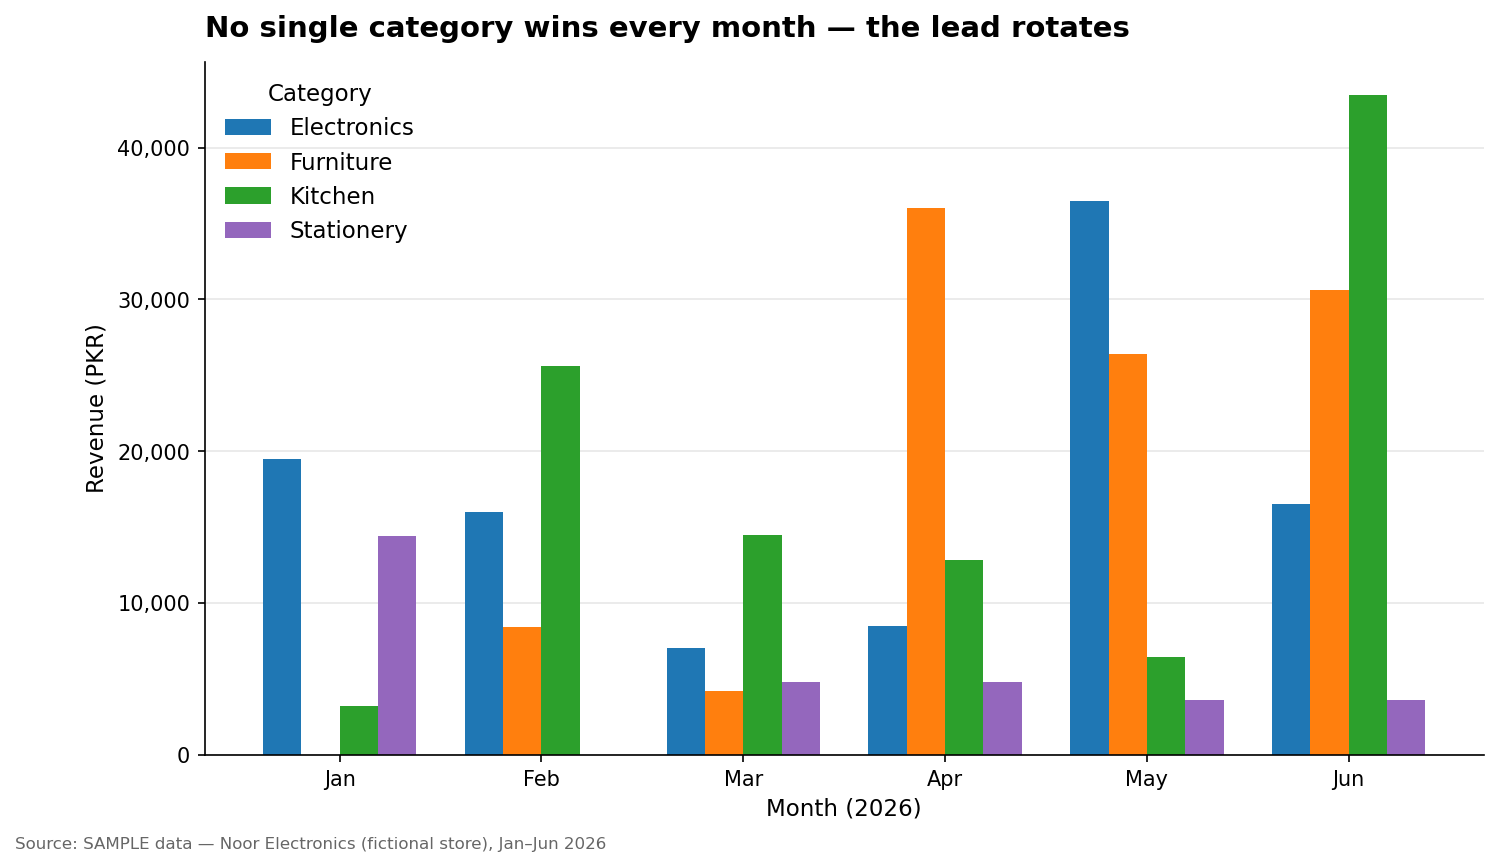 No single category wins every month — the lead rotates
Category
Electronics
Furniture
Kitchen
Stationery
Revenue (PKR)
40,000
30,000
20,000
10,000
0
Jan Feb Mar Apr May Jun
Month (2026)
Source: SAMPLE data — Noor Electronics (fictional store), Jan–Jun 2026